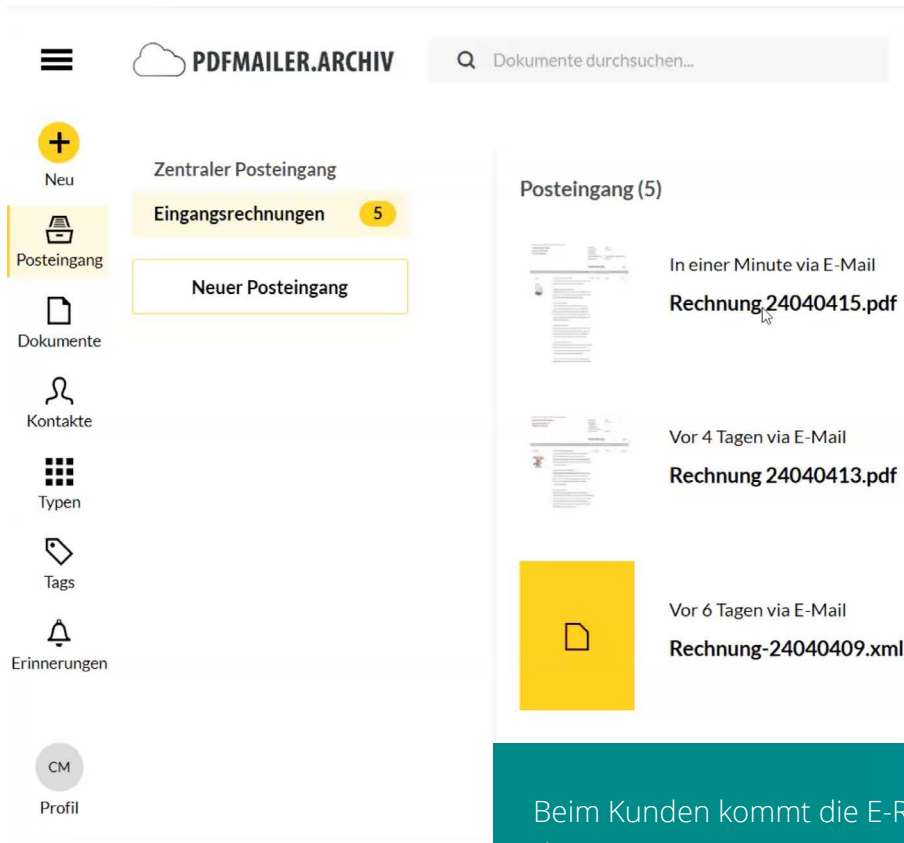 PDFMAILER.ARCHIV
Dokumente durchsuchen...
Neu
Posteingang
Dokumente
Kontakte
Typen
Tags
Erinnerungen
CM
Profil
Zentraler Posteingang
Eingangsrechnungen 5
Neuer Posteingang
Posteingang (5)
In einer Minute via E-Mail
Rechnung 24040415.pdf
Vor 4 Tagen via E-Mail
Rechnung 24040413.pdf
Vor 6 Tagen via E-Mail
Rechnung-24040409.xml
Beim Kunden kommt die E-R